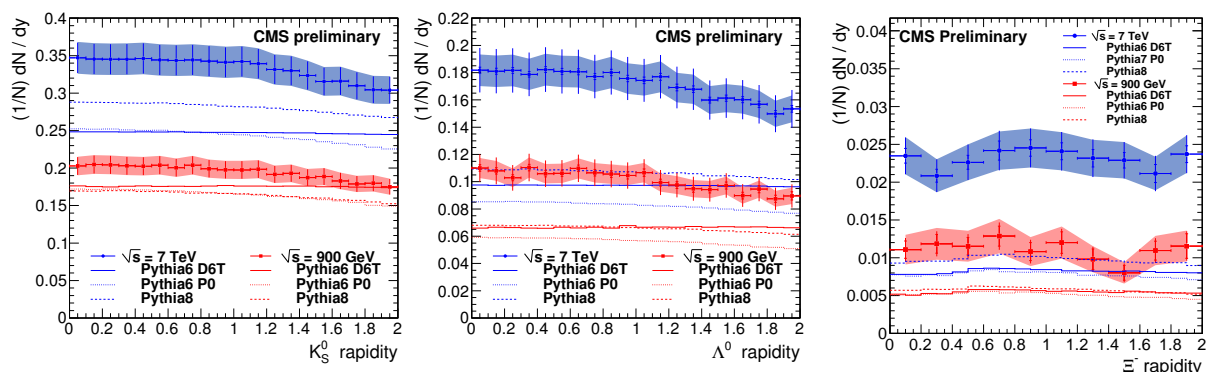 CMS preliminary
(1/N) dN / dy
0.4
0.35
0.3
0.25
0.2
0.15
0.1
0.05
0
√s = 7 TeV
Pythia6 D6T
Pythia6 P0
Pythia8
√s = 900 GeV
Pythia6 D6T
Pythia6 P0
Pythia8
0 0.2 0.4 0.6 0.8 1 1.2 1.4 1.6 1.8 2
K⁰S rapidity
CMS preliminary
(1/N) dN / dy
0.22
0.2
0.18
0.16
0.14
0.12
0.1
0.08
0.06
0.04
0.02
0
√s = 7 TeV
Pythia6 D6T
Pythia6 P0
Pythia8
√s = 900 GeV
Pythia6 D6T
Pythia6 P0
Pythia8
0 0.2 0.4 0.6 0.8 1 1.2 1.4 1.6 1.8 2
Λ⁰ rapidity
CMS Preliminary
(1/N) dN / dy
0.04
0.035
0.03
0.025
0.02
0.015
0.01
0.005
0
√s = 7 TeV
Pythia6 D6T
Pythia7 P0
Pythia8
√s = 900 GeV
Pythia6 D6T
Pythia6 P0
Pythia8
0 0.2 0.4 0.6 0.8 1 1.2 1.4 1.6 1.8 2
Ξ⁻ rapidity